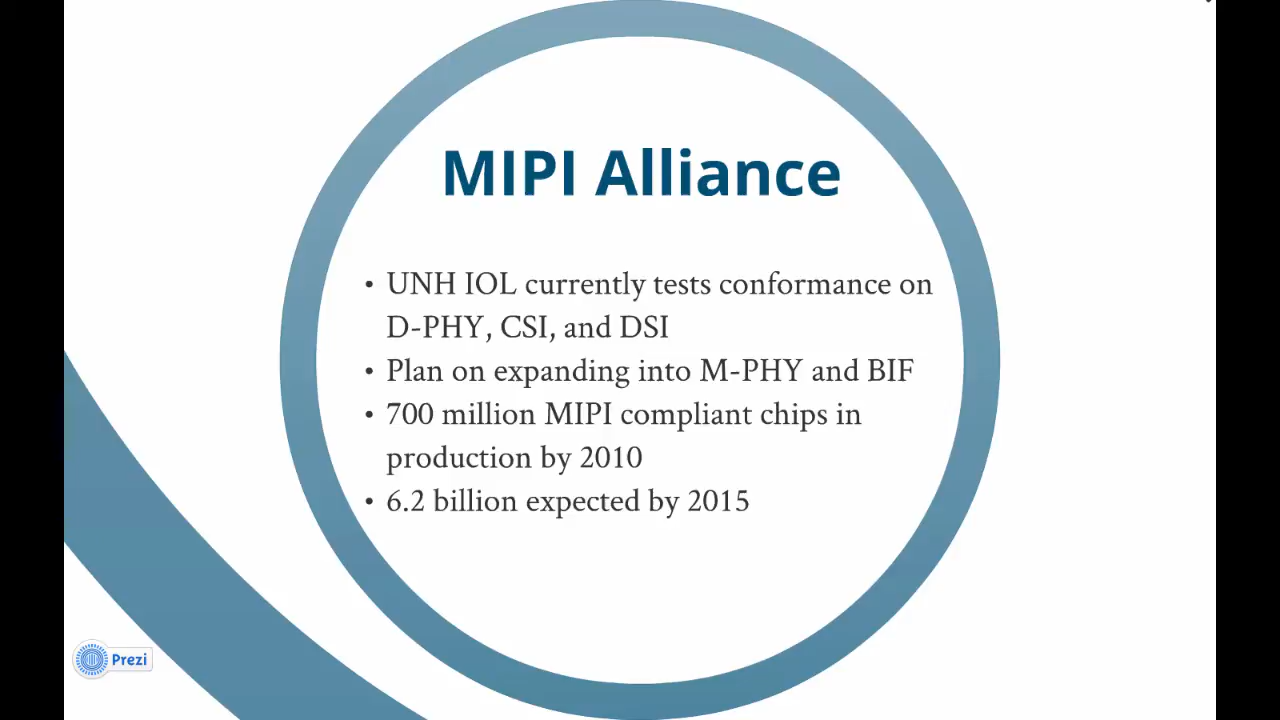 MIPI Alliance
• UNH IOL currently tests conformance on
D-PHY, CSI, and DSI
• Plan on expanding into M-PHY and BIF
• 700 million MIPI compliant chips in
production by 2010
• 6.2 billion expected by 2015
Prezi